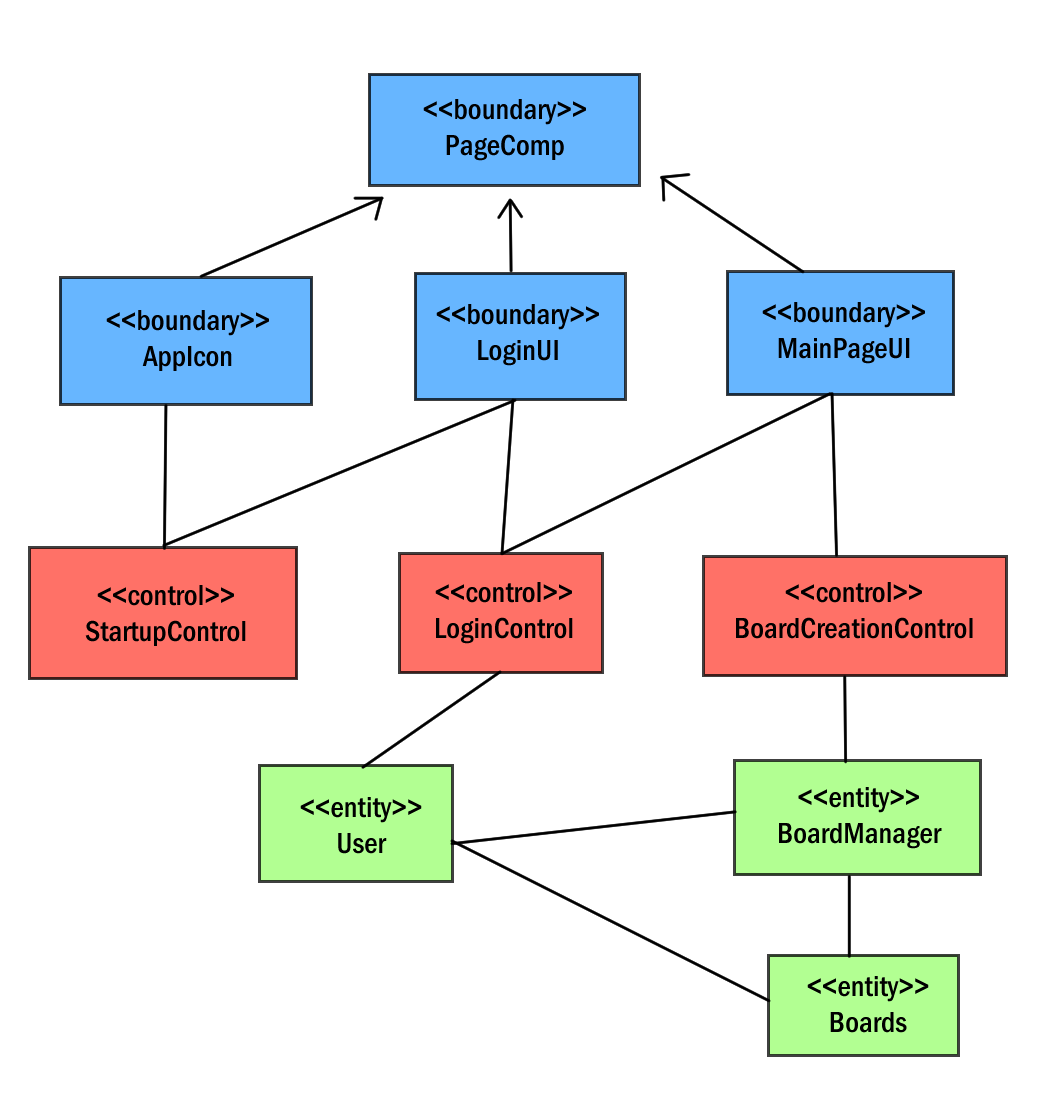 <<boundary>>
PageComp
<<boundary>>
AppIcon
<<boundary>>
LoginUI
<<boundary>>
MainPageUI
<<control>>
StartupControl
<<control>>
LoginControl
<<control>>
BoardCreationControl
<<entity>>
User
<<entity>>
BoardManager
<<entity>>
Boards